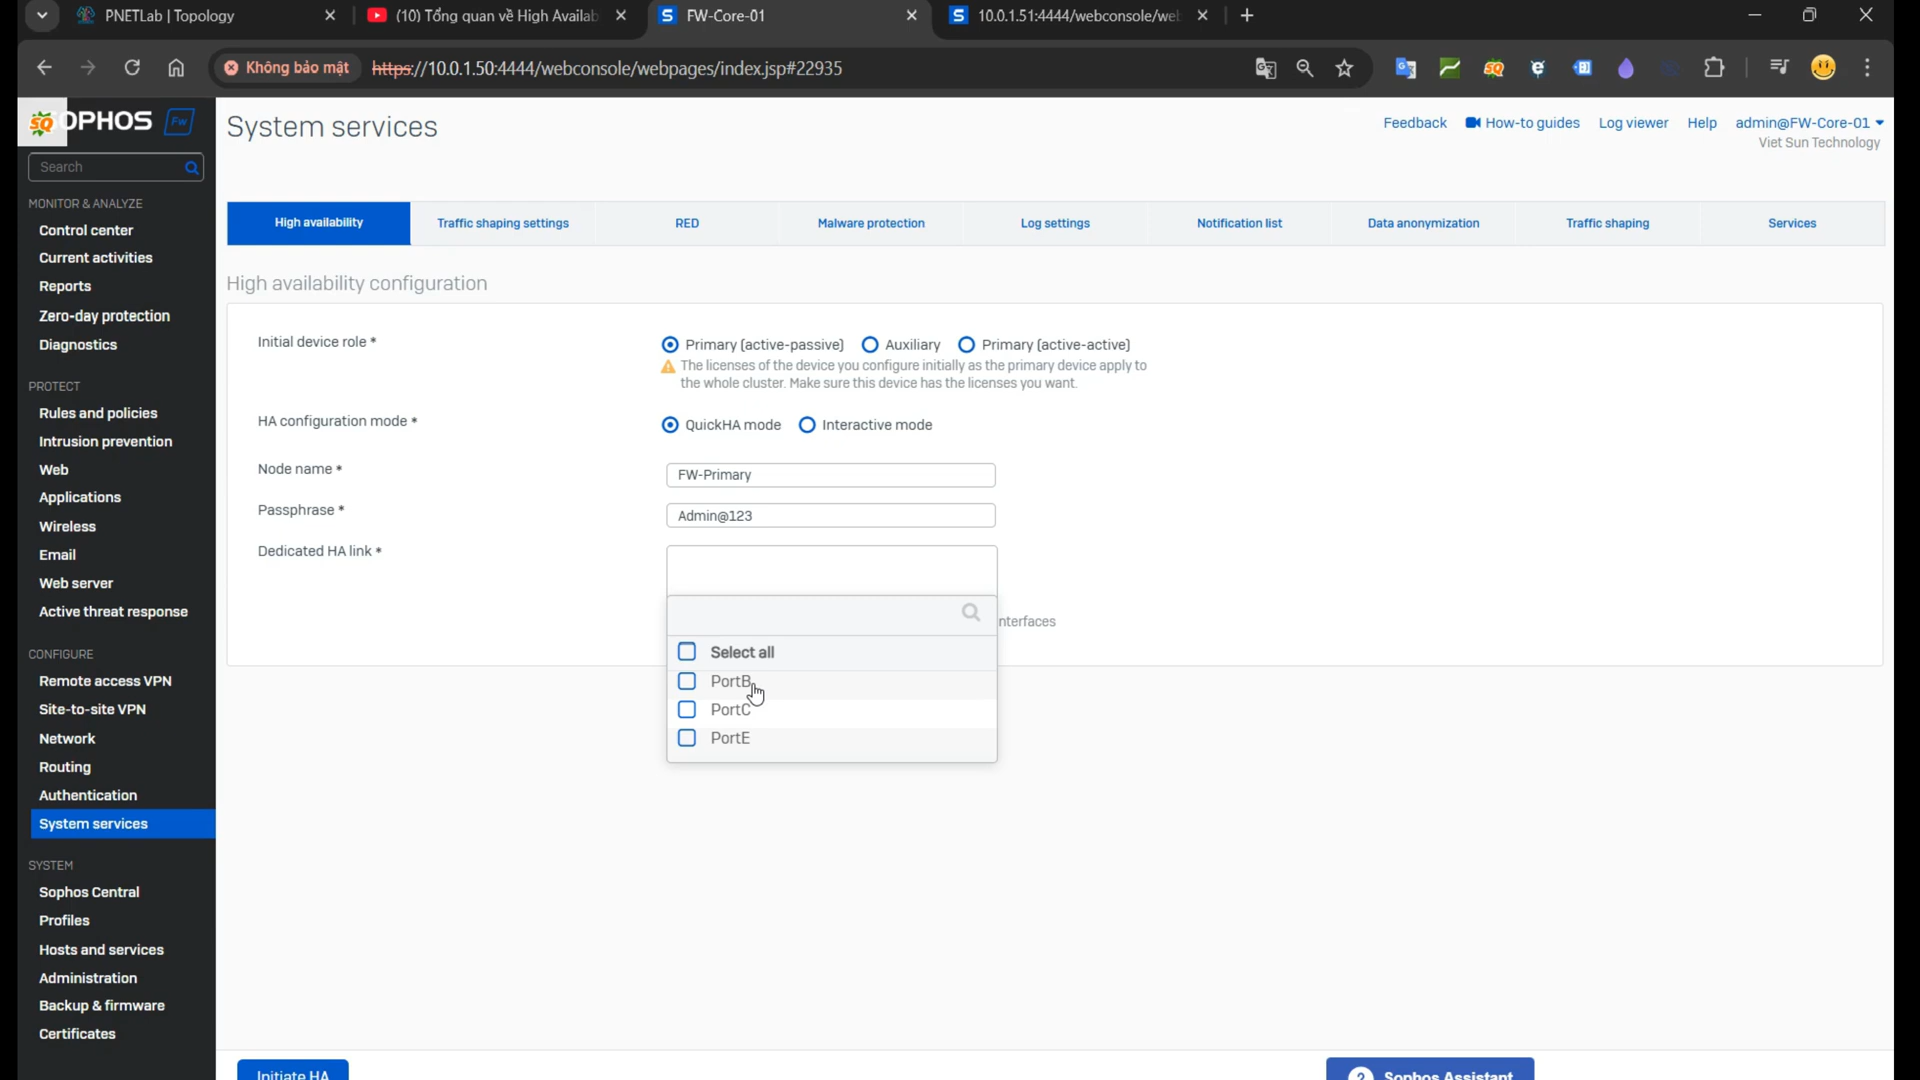 PNETLab | Topology
(10) Tổng quan về High Availab
FW-Core-01
10.0.1.51:4444/webconsole/we
Không bảo mật
https://10.0.1.50:4444/webconsole/webpages/index.jsp#22935
SOPHOS Fw
System services
Feedback
How-to guides
Log viewer
Help
admin@FW-Core-01
Viet Sun Technology
Search
High availability
Traffic shaping settings
RED
Malware protection
Log settings
Notification list
Data anonymization
Traffic shaping
Services
MONITOR & ANALYZE
Control center
Current activities
Reports
Zero-day protection
Diagnostics
PROTECT
Rules and policies
Intrusion prevention
Web
Applications
Wireless
Email
Web server
Active threat response
CONFIGURE
Remote access VPN
Site-to-site VPN
Network
Routing
Authentication
System services
SYSTEM
Sophos Central
Profiles
Hosts and services
Administration
Backup & firmware
Certificates
High availability configuration
Initial device role *
Primary (active-passive)
Auxiliary
Primary (active-active)
The licenses of the device you configure initially as the primary device apply to
the whole cluster. Make sure this device has the licenses you want.
HA configuration mode *
QuickHA mode
Interactive mode
Node name *
FW-Primary
Passphrase *
Admin@123
Dedicated HA link *
nterfaces
Select all
PortB
PortC
PortE
Initiate HA
Sophos Assistant